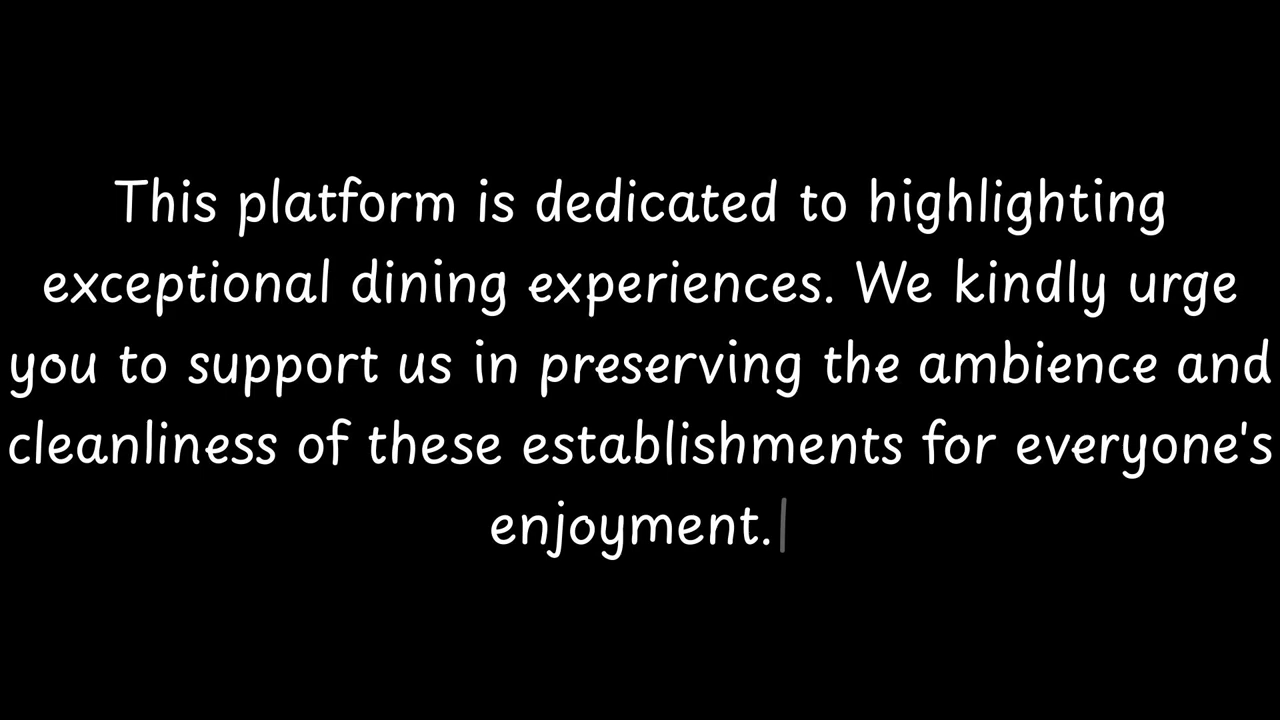 This platform is dedicated to highlighting
exceptional dining experiences. We kindly urge
you to support us in preserving the ambience and
cleanliness of these establishments for everyone's
enjoyment.